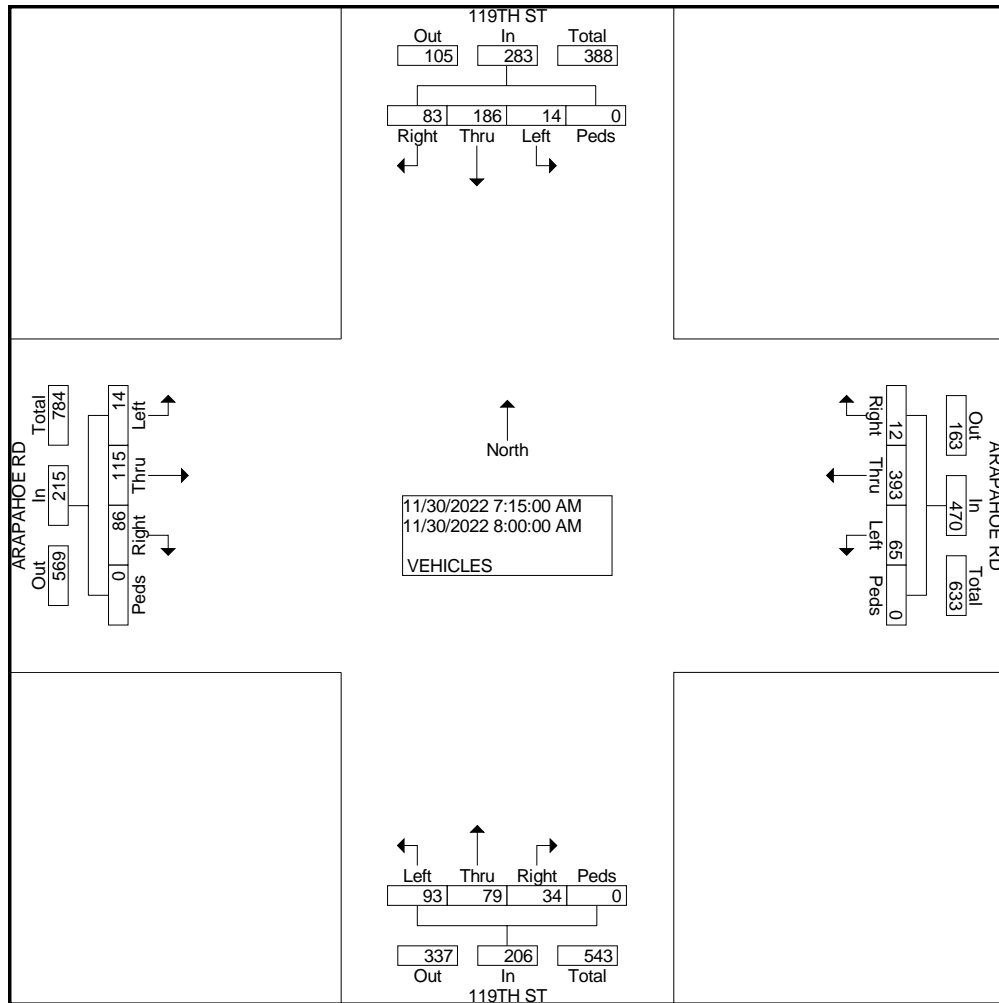 119TH ST
Out In Total
105 283 388
83 186 14 0
Right Thru Left Peds
ARAPAHOE RD
Total In Out
784 215 569
14 115 86 0
Left Thru Right Peds
North
11/30/2022 7:15:00 AM
11/30/2022 8:00:00 AM
VEHICLES
Right Thru Left Peds
12 393 65 0
Out In Total
163 470 633
ARAPAHOE RD
Left Thru Right Peds
93 79 34 0
337 206 543
Out In Total
119TH ST